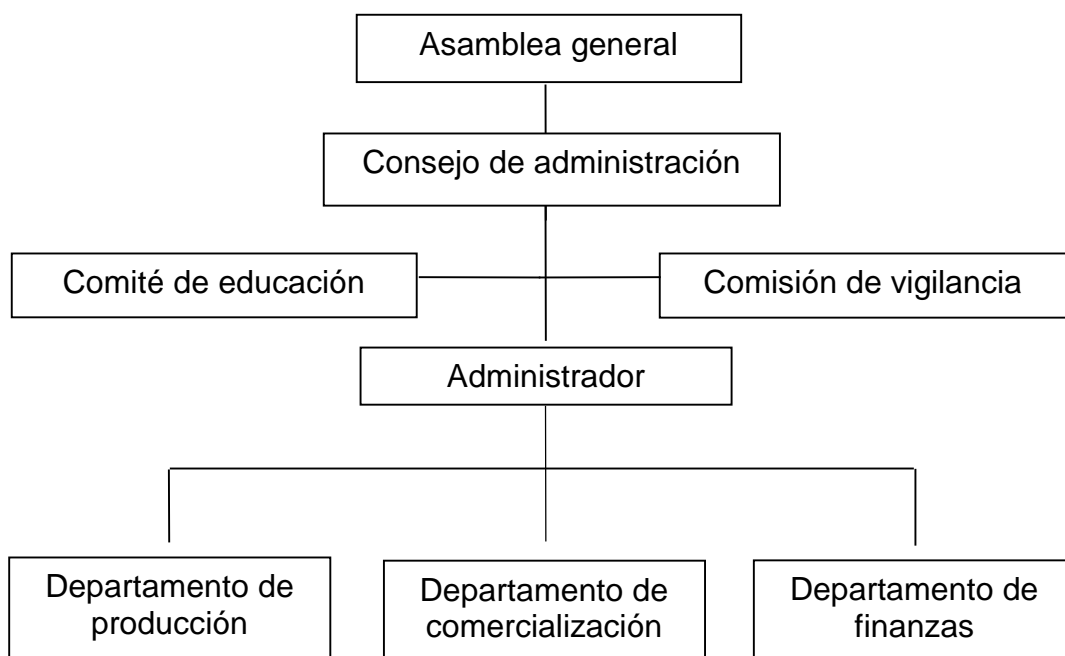 Asamblea general
Consejo de administración
Comité de educación
Comisión de vigilancia
Administrador
Departamento de
producción
Departamento de
comercialización
Departamento de
finanzas